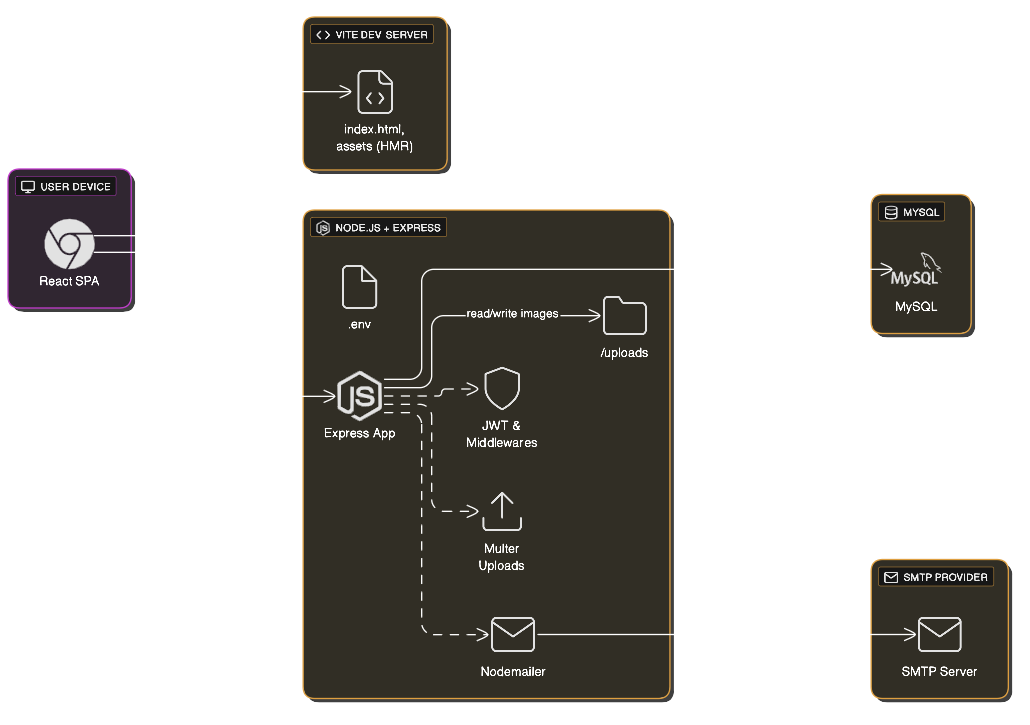 VITE DEV SERVER
index.html,
assets (HMR)
USER DEVICE
React SPA
NODE.JS + EXPRESS
.env
read/write images
/uploads
JS
Express App
JWT &
Middlewares
Multer
Uploads
Nodemailer
MYSQL
MySQL
MySQL
SMTP PROVIDER
SMTP Server